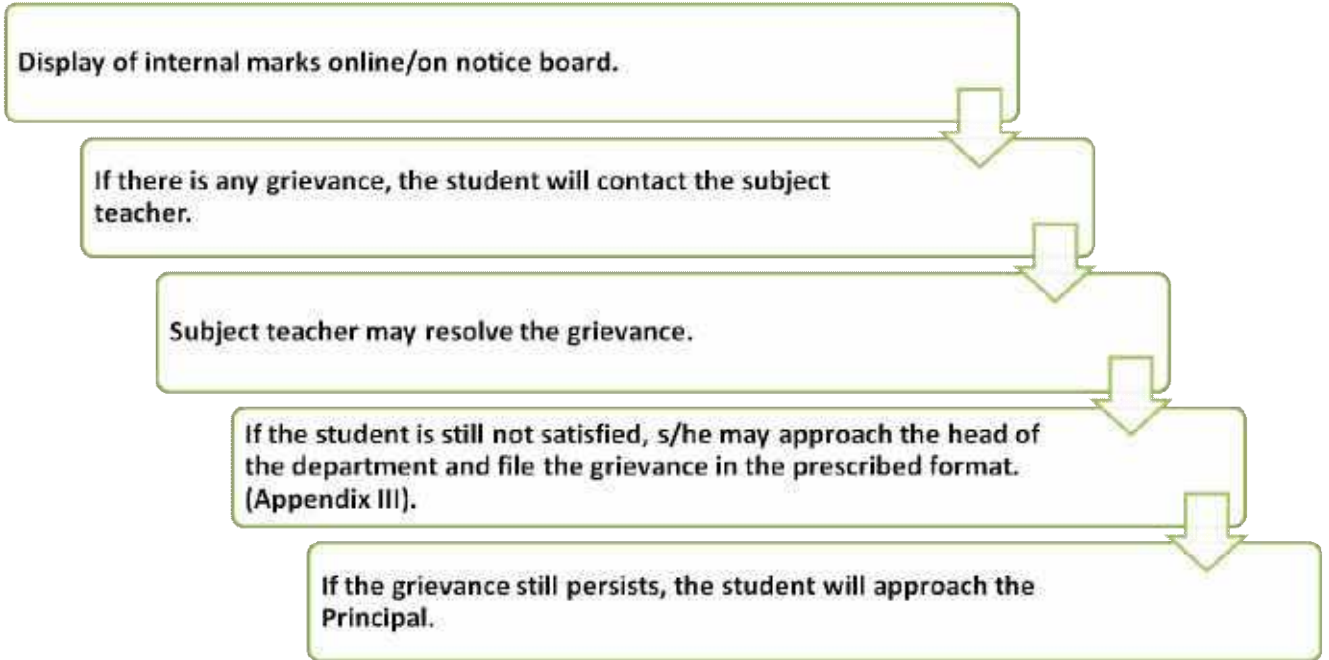 Display of internal marks online/on notice board.
If there is any grievance, the student will contact the subject
teacher.
Subject teacher may resolve the grievance.
If the student is still not satisfied, s/he may approach the head of
the department and file the grievance in the prescribed format.
(Appendix III).
If the grievance still persists, the student will approach the
Principal.